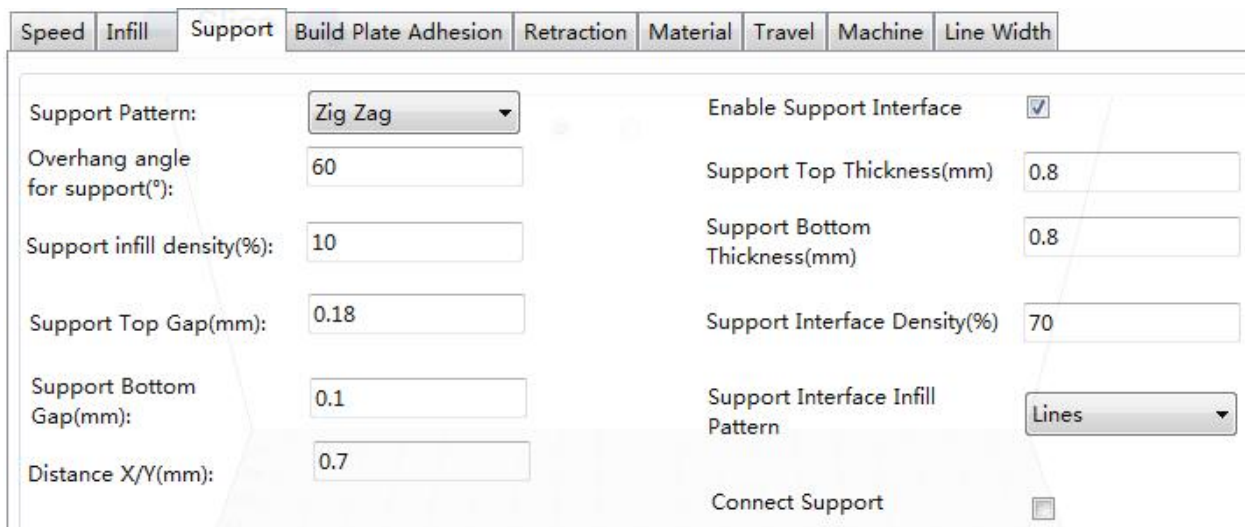 Speed Infill Support Build Plate Adhesion Retraction Material Travel Machine Line Width
Support Pattern: Zig Zag
Overhang angle
for support(°): 60
Support infill density(%): 10
Support Top Gap(mm): 0.18
Support Bottom
Gap(mm): 0.1
Distance X/Y(mm): 0.7
Enable Support Interface
Support Top Thickness(mm) 0.8
Support Bottom
Thickness(mm) 0.8
Support Interface Density(%) 70
Support Interface Infill
Pattern Lines
Connect Support